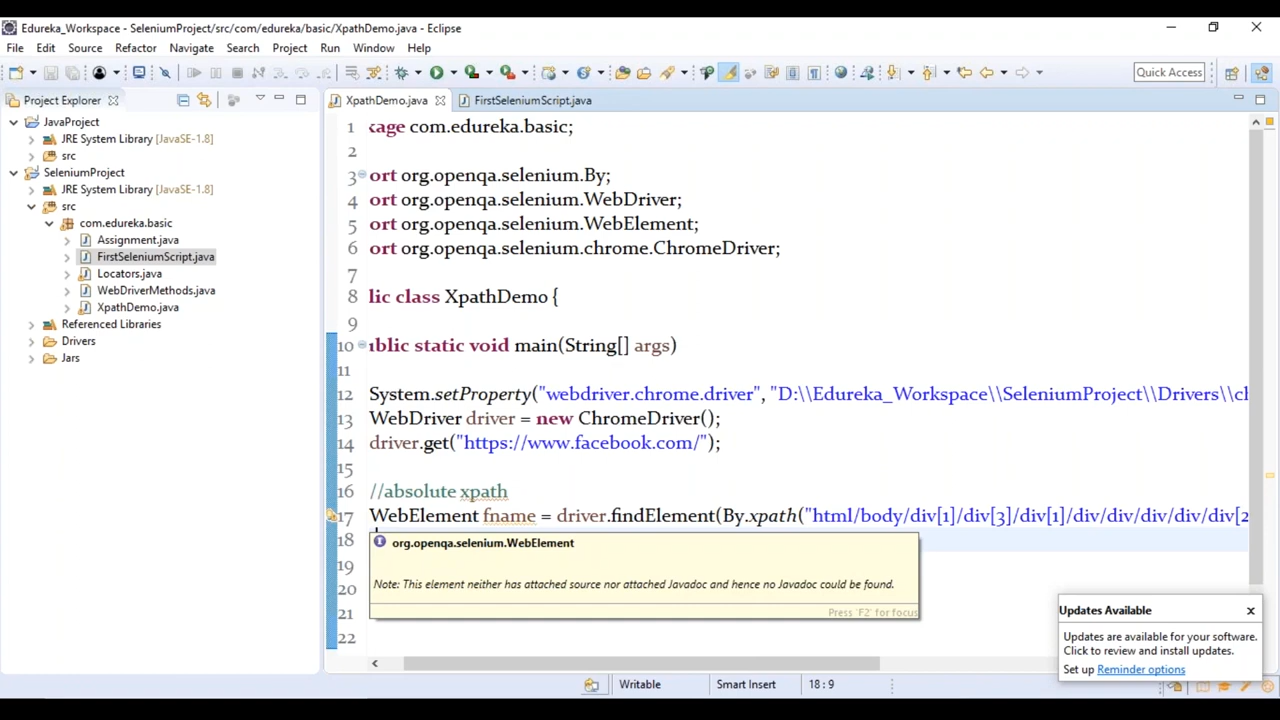 Edureka_Workspace - SeleniumProject/src/com/edureka/basic/XpathDemo.java - Eclipse
File Edit Source Refactor Navigate Search Project Run Window Help
Quick Access
Project Explorer
XpathDemo.java
FirstSeleniumScript.java
JavaProject
JRE System Library [JavaSE-1.8]
src
SeleniumProject
JRE System Library [JavaSE-1.8]
src
com.edureka.basic
Assignment.java
FirstSeleniumScript.java
Locators.java
WebDriverMethods.java
XpathDemo.java
Referenced Libraries
Drivers
Jars
1 kage com.edureka.basic;
2
3 ort org.openqa.selenium.By;
4 ort org.openqa.selenium.WebDriver;
5 ort org.openqa.selenium.WebElement;
6 ort org.openqa.selenium.chrome.ChromeDriver;
7
8 lic class XpathDemo {
9
10 ublic static void main(String[] args)
11
12 System.setProperty("webdriver.chrome.driver", "D:\\Edureka_Workspace\\SeleniumProject\\Drivers\\cl
13 WebDriver driver = new ChromeDriver();
14 driver.get("https://www.facebook.com/");
15
16 //absolute xpath
17 WebElement fname = driver.findElement(By.xpath("html/body/div[1]/div[3]/div[1]/div/div/div/div/div[2
18
19
20
21
22
org.openqa.selenium.WebElement
Note: This element neither has attached source nor attached Javadoc and hence no Javadoc could be found.
Press 'F2' for focus
Updates Available
Updates are available for your software.
Click to review and install updates.
Set up Reminder options
Writable
Smart Insert
18 : 9